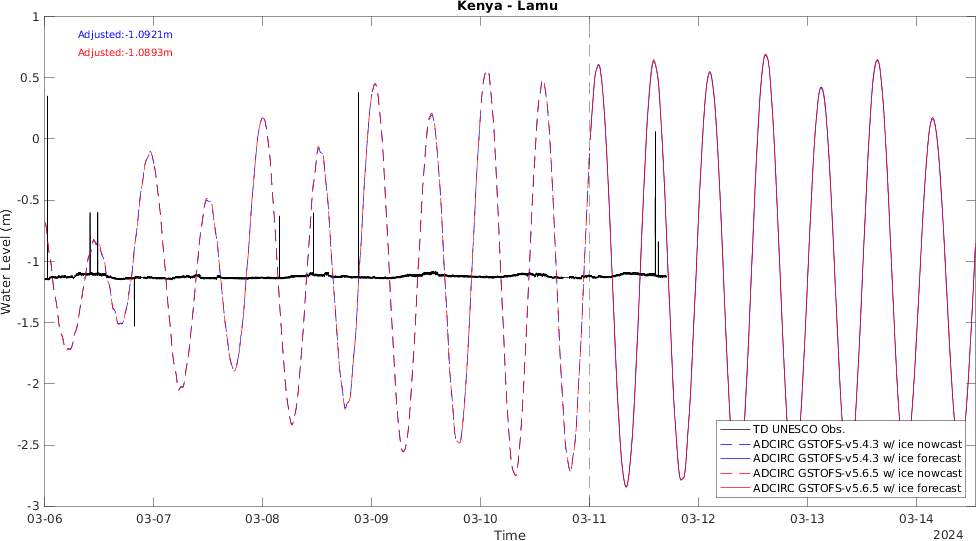 Kenya - Lamu
Adjusted:-1.0921m
Adjusted:-1.0893m
1
0.5
0
-0.5
-1
-1.5
-2
-2.5
-3
Water Level (m)
TD UNESCO Obs.
ADCIRC GSTOFS-v5.4.3 w/ ice nowcast
ADCIRC GSTOFS-v5.4.3 w/ ice forecast
ADCIRC GSTOFS-v5.6.5 w/ ice nowcast
ADCIRC GSTOFS-v5.6.5 w/ ice forecast
03-06 03-07 03-08 03-09 03-10 03-11 03-12 03-13 03-14
Time
2024